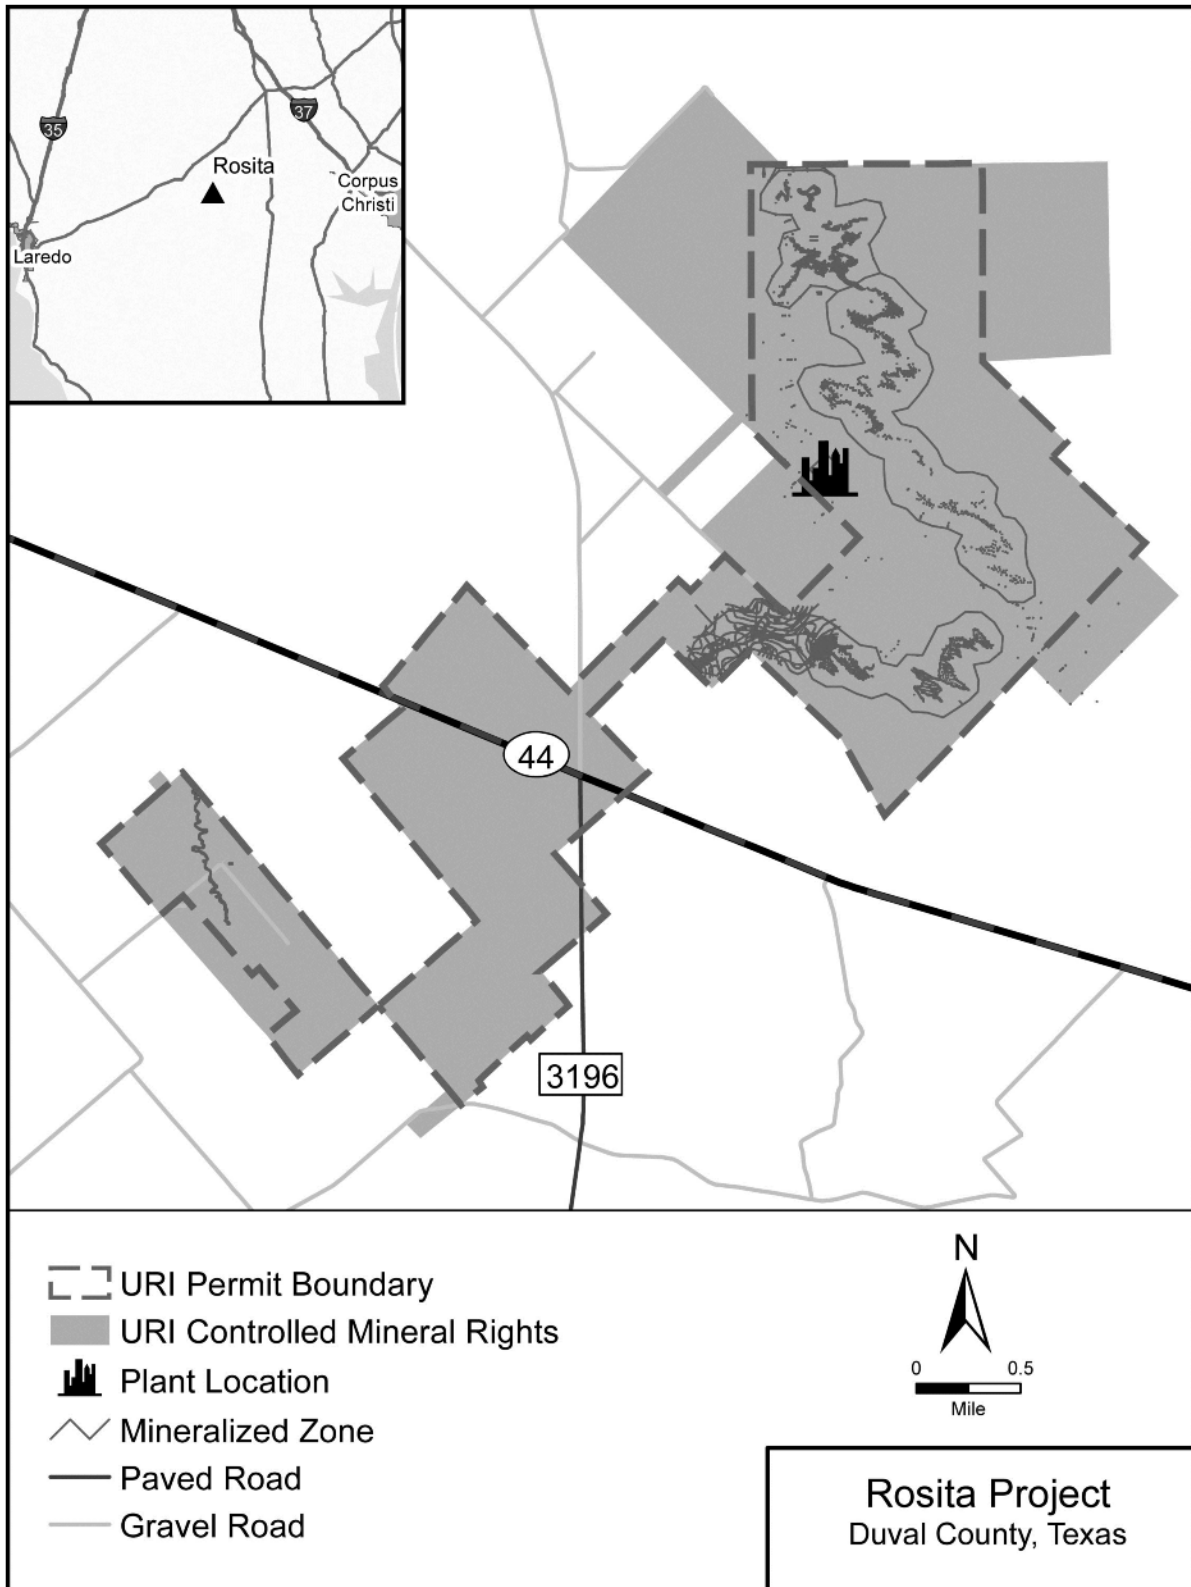 35
37
Rosita
Corpus
Christi
Laredo
44
3196
URI Permit Boundary
URI Controlled Mineral Rights
Plant Location
Mineralized Zone
Paved Road
Gravel Road
N
0 0.5
Mile
Rosita Project
Duval County, Texas